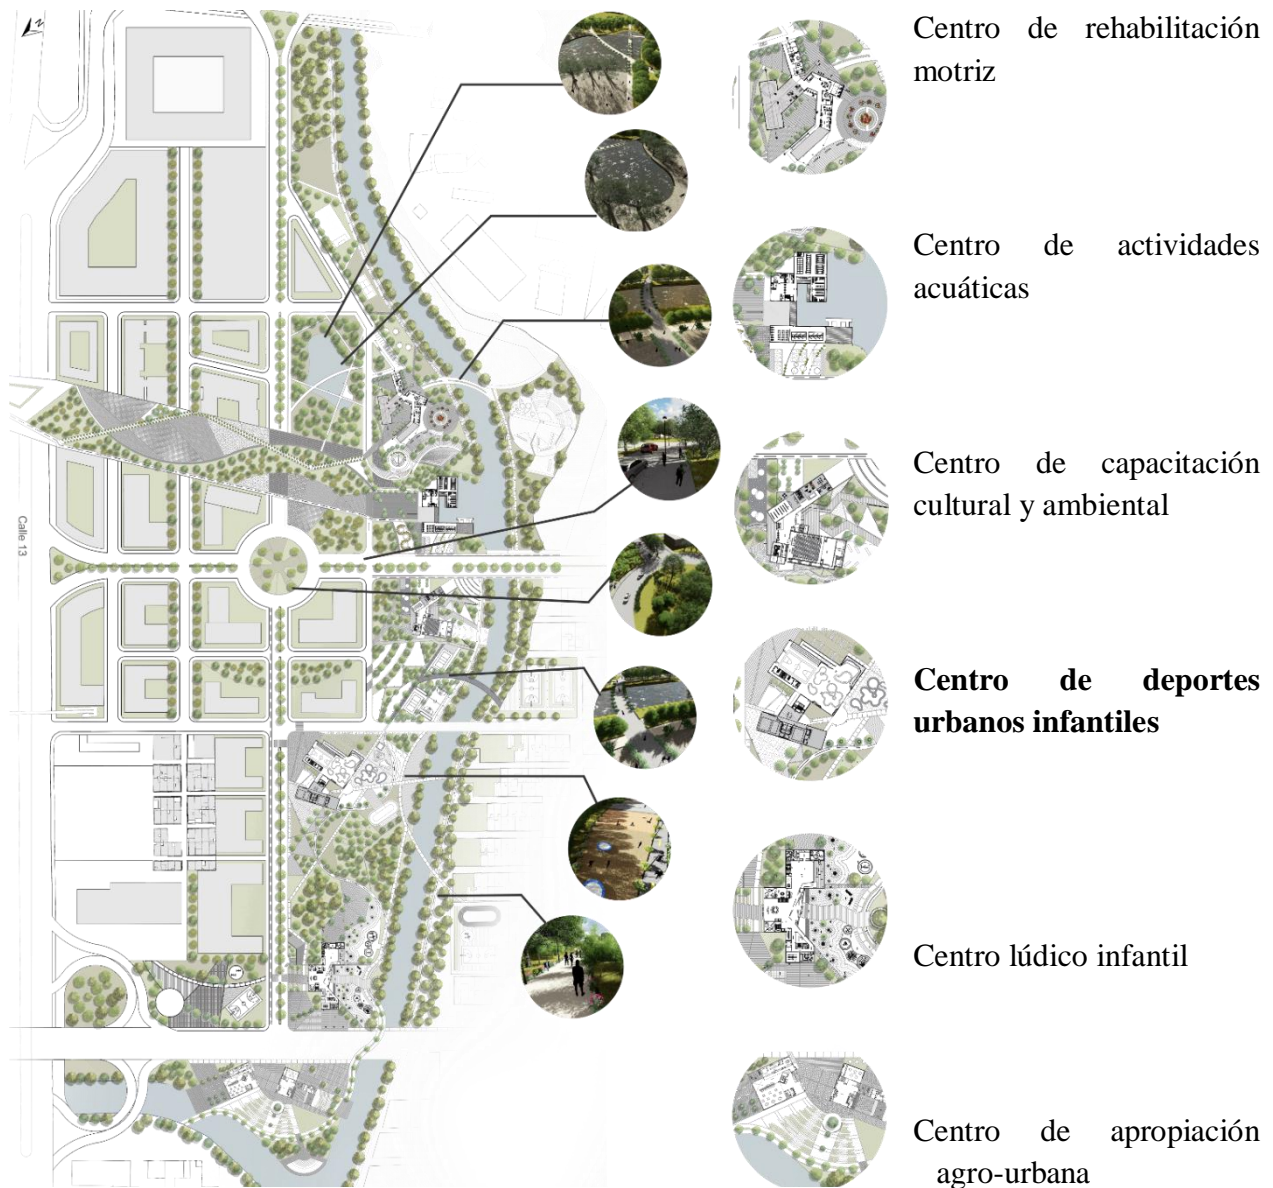 N
Centro de rehabilitación
motriz
Centro de actividades
acuáticas
Centro de capacitación
cultural y ambiental
Calle 13
Centro de deportes
urbanos infantiles
Centro lúdico infantil
Centro de apropiación
agro-urbana